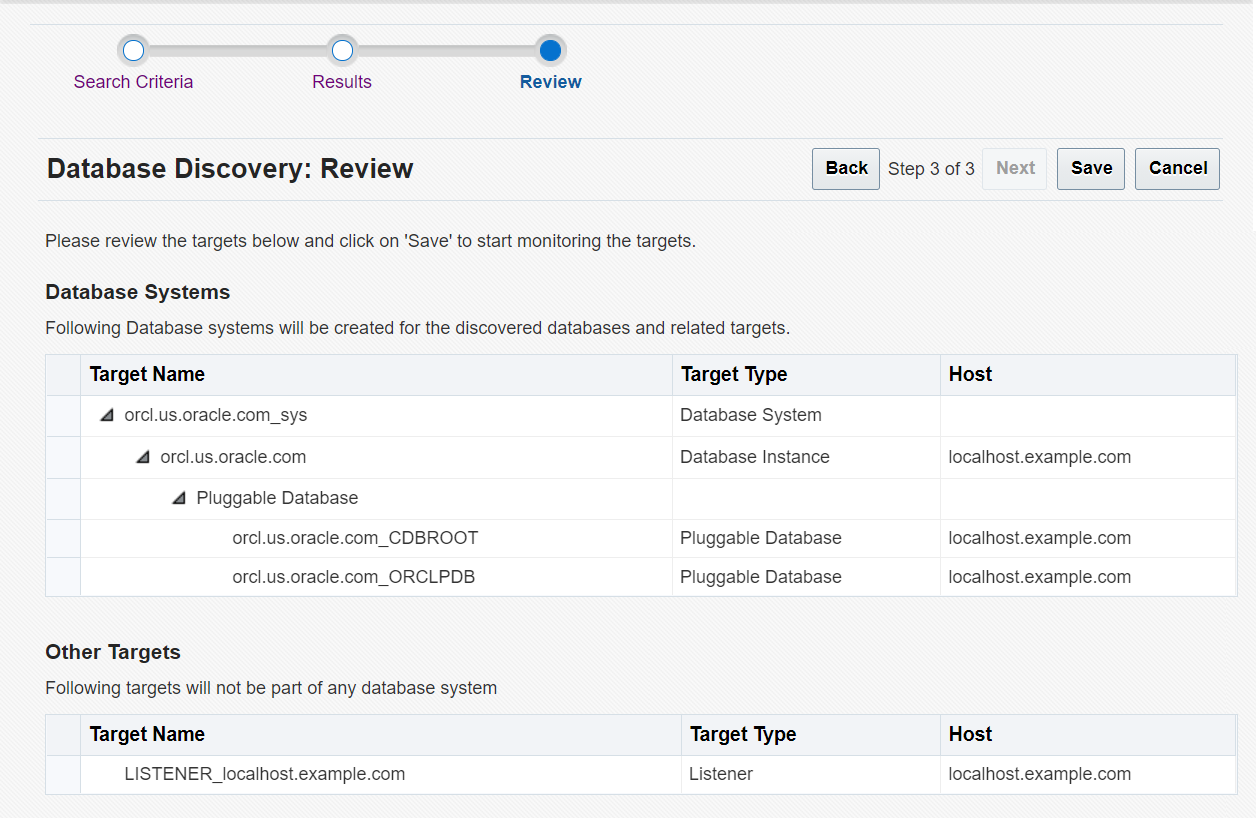 Search Criteria Results Review
Database Discovery: Review Back Step 3 of 3 Next Save Cancel
Please review the targets below and click on 'Save' to start monitoring the targets.
Database Systems
Following Database systems will be created for the discovered databases and related targets.
Target Name Target Type Host
orcl.us.oracle.com_sys Database System
orcl.us.oracle.com Database Instance localhost.example.com
Pluggable Database
orcl.us.oracle.com_CDBROOT Pluggable Database localhost.example.com
orcl.us.oracle.com_ORCLPDB Pluggable Database localhost.example.com
Other Targets
Following targets will not be part of any database system
Target Name Target Type Host
LISTENER_localhost.example.com Listener localhost.example.com